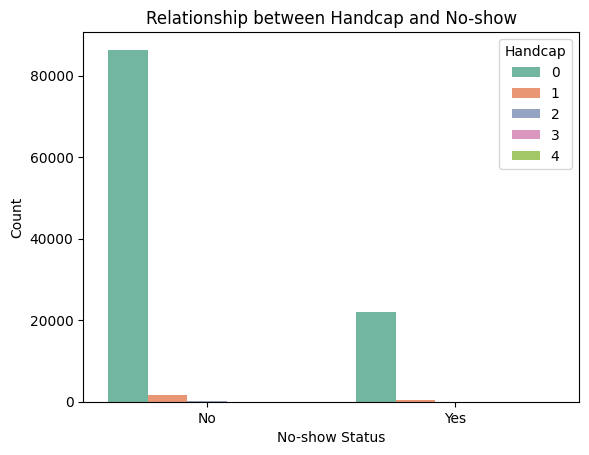 Relationship between Handcap and No-show
Handcap
0
1
2
3
4
80000
60000
40000
20000
0
Count
No
Yes
No-show Status